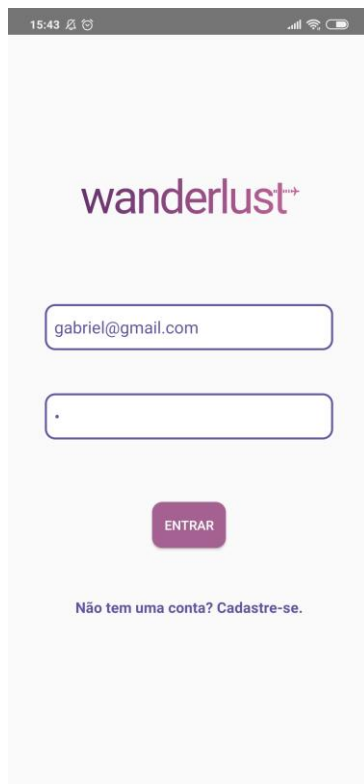 15:43
wanderlust
gabriel@gmail.com
ENTRAR
Não tem uma conta? Cadastre-se.